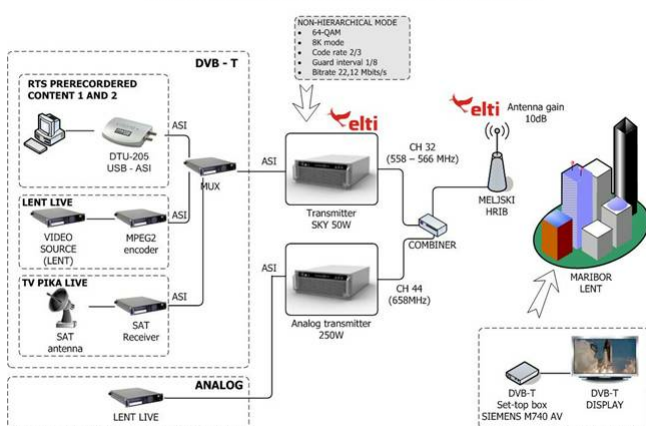 NON-HIERARCHICAL MODE
• 64-QAM
• 8K mode
• Code rate 2/3
• Guard interval 1/8
• Bitrate 22,12 Mbits/s
DVB - T
RTS PRERECORDERED
CONTENT 1 AND 2
DTU-205
USB - ASI
ASI
MUX
ASI
LENT LIVE
VIDEO
SOURCE
(LENT)
MPEG2
encoder
ASI
TV PIKA LIVE
SAT
antenna
SAT
Receiver
ASI
ANALOG
LENT LIVE
elti
Transmitter
SKY 50W
ASI
Analog transmitter
250W
CH 32
(558 – 566 MHz)
CH 44
(658MHz)
COMBINER
elti
Antenna gain
10dB
MELJSKI
HRIB
MARIBOR
LENT
DVB-T
Set-top box
SIEMENS M740 AV
DVB-T
DISPLAY